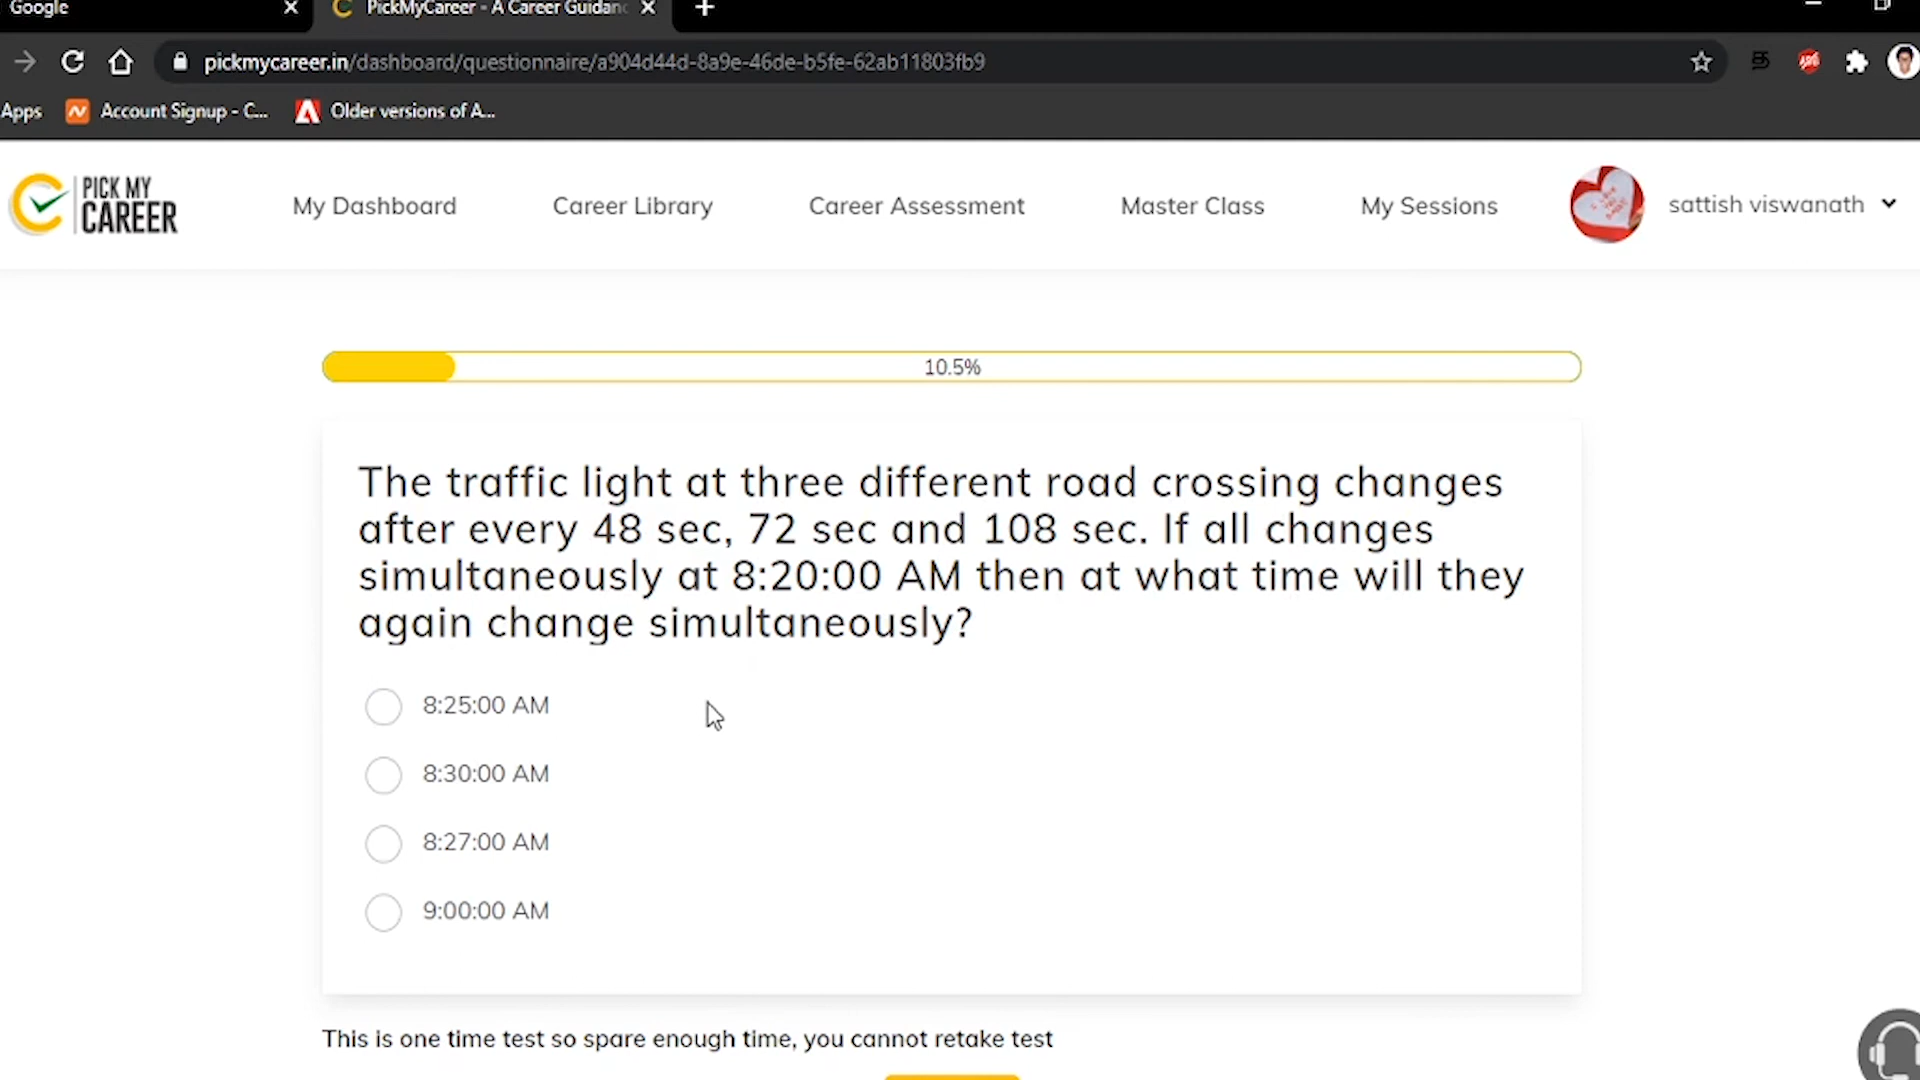 Google
PickMyCareer - A Career Guidanc
pickmycareer.in/dashboard/questionnaire/a904d44d-8a9e-46de-b5fe-62ab11803fb9
Apps
Account Signup - C...
Older versions of A...
PICK MY
CAREER
My Dashboard
Career Library
Career Assessment
Master Class
My Sessions
sattish viswanath
10.5%
The traffic light at three different road crossing changes
after every 48 sec, 72 sec and 108 sec. If all changes
simultaneously at 8:20:00 AM then at what time will they
again change simultaneously?
8:25:00 AM
8:30:00 AM
8:27:00 AM
9:00:00 AM
This is one time test so spare enough time, you cannot retake test